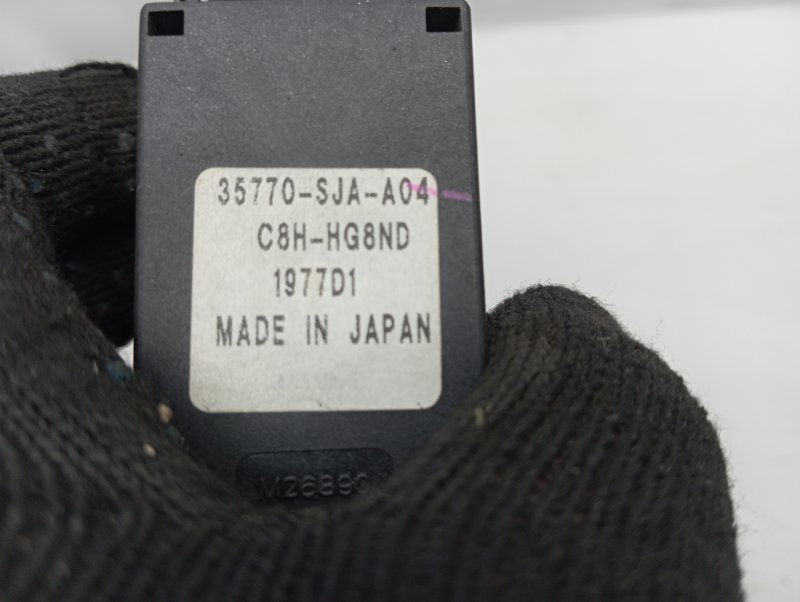 35770-SJA-A04
C8H-HG8ND
1977D1
MADE IN JAPAN